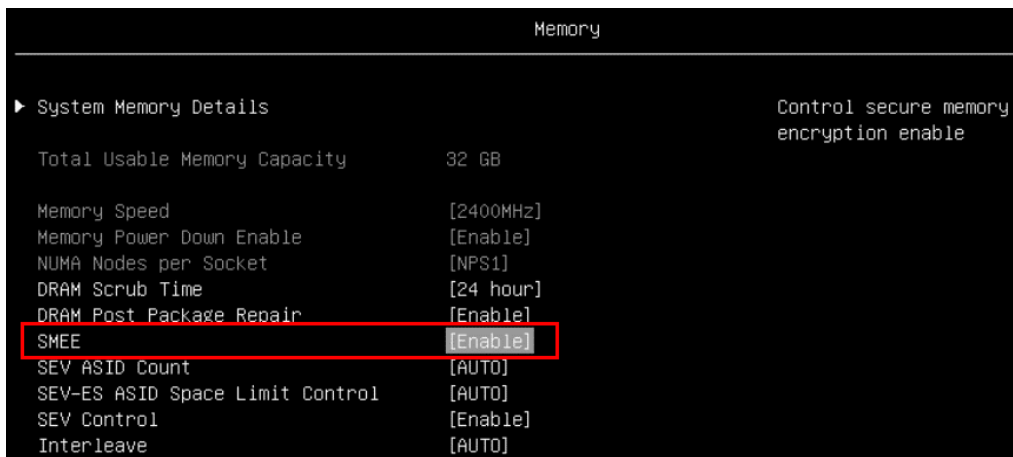 Memory
System Memory Details
Control secure memory
encryption enable
Total Usable Memory Capacity 32 GB
Memory Speed [2400MHz]
Memory Power Down Enable [Enable]
NUMA Nodes per Socket [NPS1]
DRAM Scrub Time [24 hour]
DRAM Post Package Repair [Enable]
SMEE [Enable]
SEV ASID Count [AUTO]
SEV-ES ASID Space Limit Control [AUTO]
SEV Control [Enable]
Interleave [AUTO]